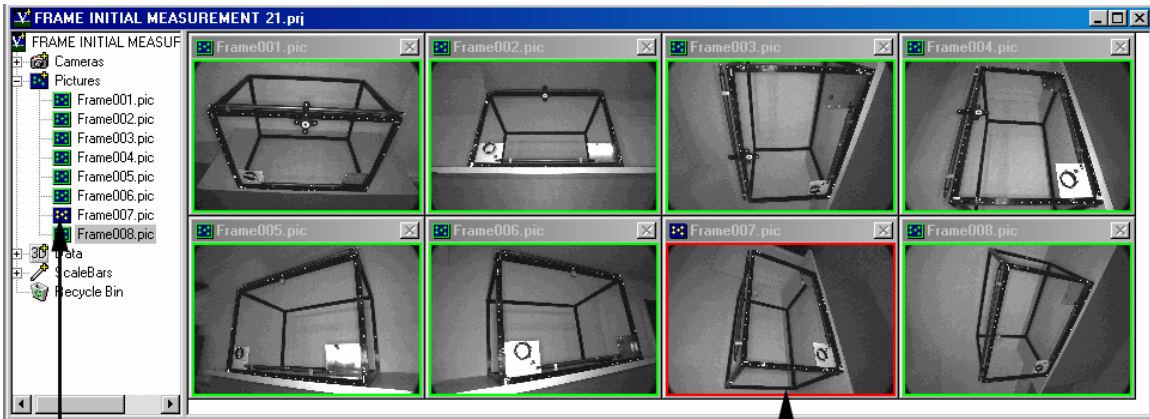 FRAME INITIAL MEASUREMENT 21.prj
FRAME INITIAL MEASUF
Cameras
Pictures
Frame001.pic
Frame002.pic
Frame003.pic
Frame004.pic
Frame005.pic
Frame006.pic
Frame007.pic
Frame008.pic
3D Data
ScaleBars
Recycle Bin
Frame001.pic
Frame002.pic
Frame003.pic
Frame004.pic
Frame005.pic
Frame006.pic
Frame007.pic
Frame008.pic